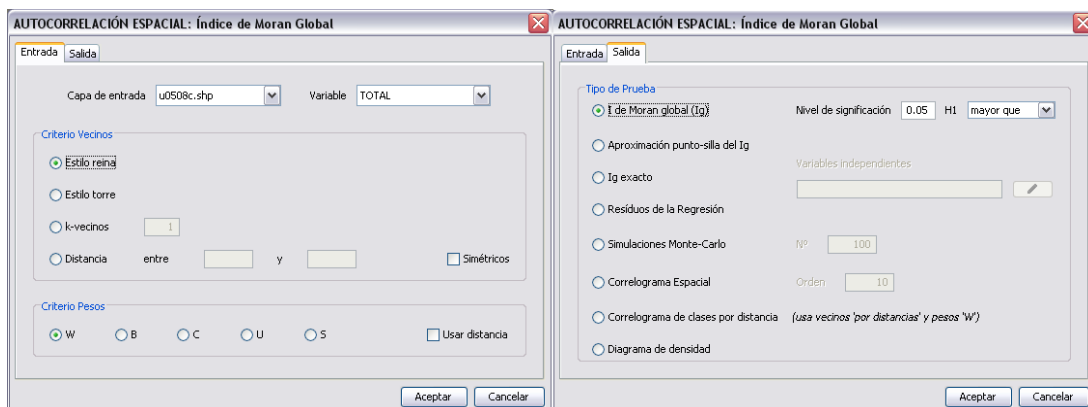 AUTOCORRELACIÓN ESPACIAL: Índice de Moran Global
Entrada Salida
Capa de entrada u0508c.shp Variable TOTAL
Criterio Vecinos
Estilo reina
Estilo torre
k-vecinos 1
Distancia entre y Simétricos
Criterio Pesos
W B C U S Usar distancia
Aceptar Cancelar
AUTOCORRELACIÓN ESPACIAL: Índice de Moran Global
Entrada Salida
Tipo de Prueba
I de Moran global (Ig) Nivel de significación 0.05 H1 mayor que
Aproximación punto-silla del Ig
Variables independientes
Ig exacto
Resíduos de la Regresión
Simulaciones Monte-Carlo Nº 100
Correlograma Espacial Orden 10
Correlograma de clases por distancia (usa vecinos 'por distancias' y pesos 'W')
Diagrama de densidad
Aceptar Cancelar